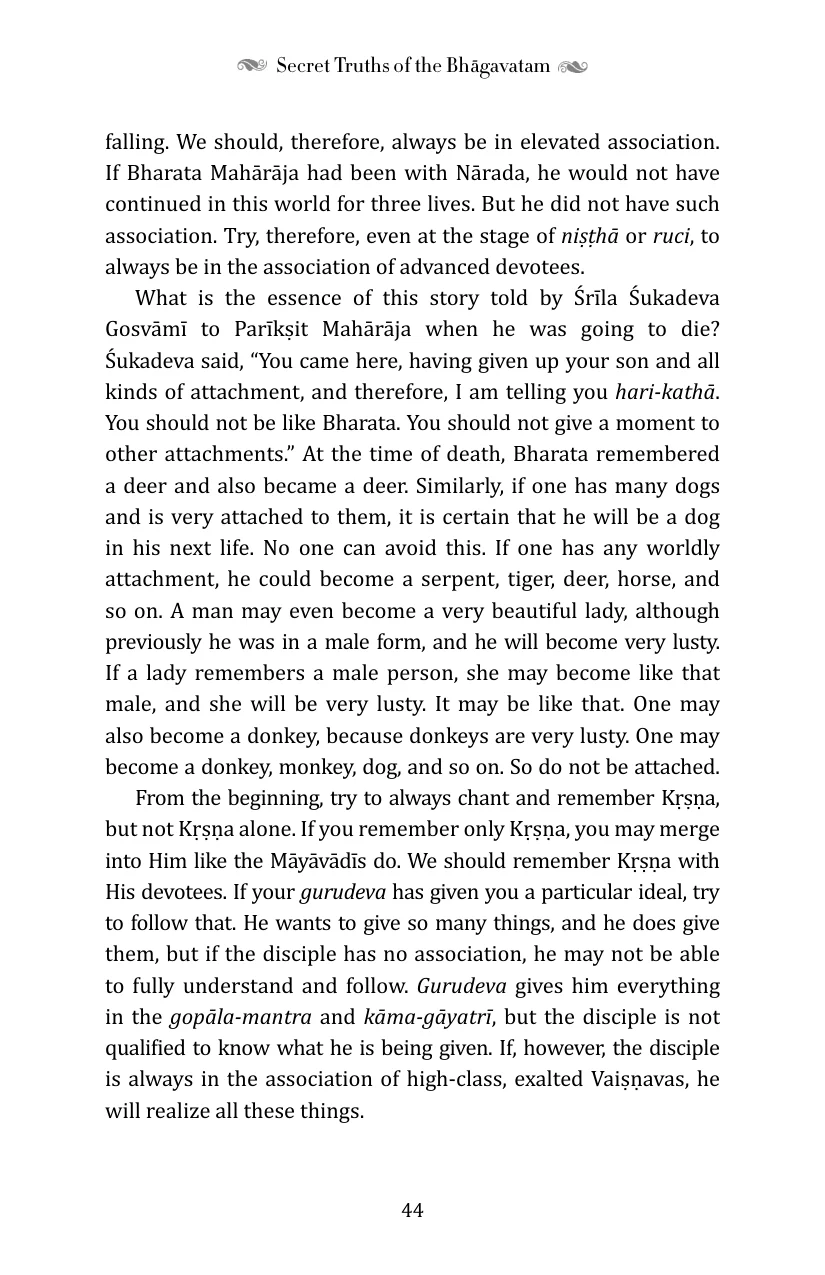 Secret Truths of the Bhāgavatam
falling. We should, therefore, always be in elevated association.
If Bharata Mahārāja had been with Nārada, he would not have
continued in this world for three lives. But he did not have such
association. Try, therefore, even at the stage of niṣṭhā or ruci, to
always be in the association of advanced devotees.
What is the essence of this story told by Śrīla Śukadeva
Gosvāmī to Parīkṣit Mahārāja when he was going to die?
Śukadeva said, “You came here, having given up your son and all
kinds of attachment, and therefore, I am telling you hari-kathā.
You should not be like Bharata. You should not give a moment to
other attachments.” At the time of death, Bharata remembered
a deer and also became a deer. Similarly, if one has many dogs
and is very attached to them, it is certain that he will be a dog
in his next life. No one can avoid this. If one has any worldly
attachment, he could become a serpent, tiger, deer, horse, and
so on. A man may even become a very beautiful lady, although
previously he was in a male form, and he will become very lusty.
If a lady remembers a male person, she may become like that
male, and she will be very lusty. It may be like that. One may
also become a donkey, because donkeys are very lusty. One may
become a donkey, monkey, dog, and so on. So do not be attached.
From the beginning, try to always chant and remember Kṛṣṇa,
but not Kṛṣṇa alone. If you remember only Kṛṣṇa, you may merge
into Him like the Māyāvādīs do. We should remember Kṛṣṇa with
His devotees. If your gurudeva has given you a particular ideal, try
to follow that. He wants to give so many things, and he does give
them, but if the disciple has no association, he may not be able
to fully understand and follow. Gurudeva gives him everything
in the gopāla-mantra and kāma-gāyatrī, but the disciple is not
qualified to know what he is being given. If, however, the disciple
is always in the association of high-class, exalted Vaiṣṇavas, he
will realize all these things.
44